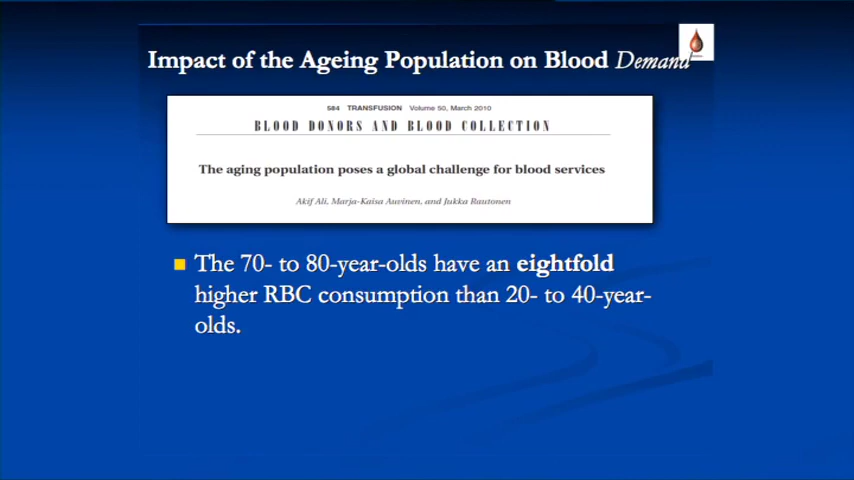 Impact of the Ageing Population on Blood Demand
584 TRANSFUSION Volume 50, March 2010
BLOOD DONORS AND BLOOD COLLECTION
The aging population poses a global challenge for blood services
Akif Ali, Marja-Kaisa Auvinen, and Jukka Rautonen
The 70- to 80-year-olds have an eightfold
higher RBC consumption than 20- to 40-year-
olds.